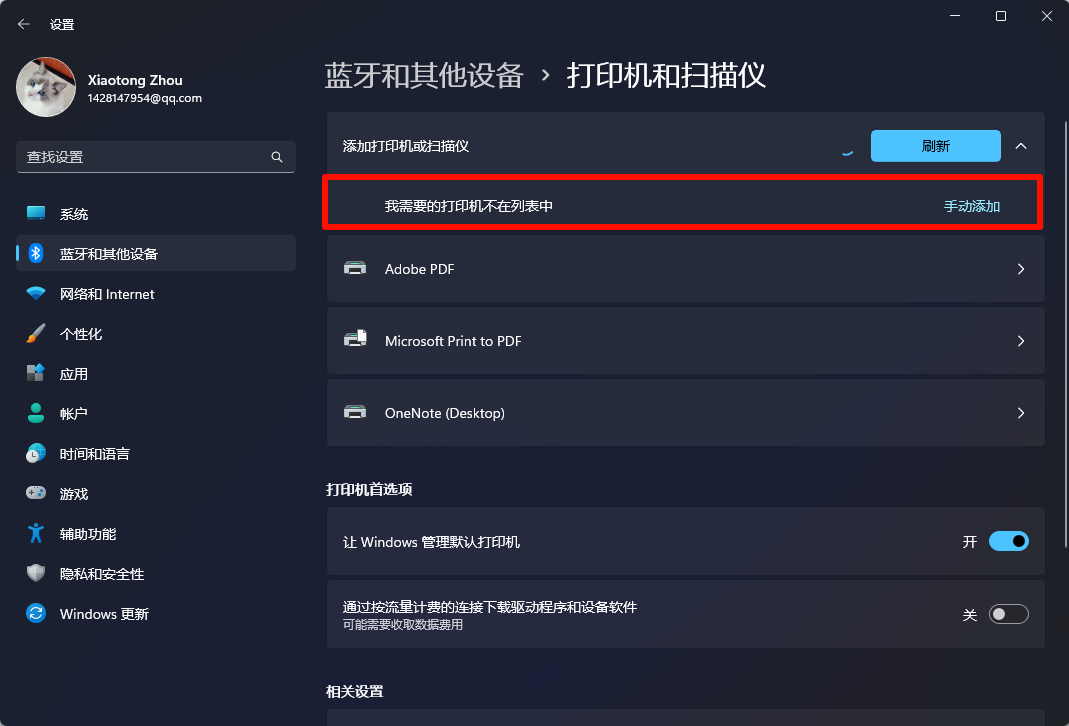 设置
Xiaotong Zhou
1428147954@qq.com
查找设置
系统
蓝牙和其他设备
网络和 Internet
个性化
应用
帐户
时间和语言
游戏
辅助功能
隐私和安全性
Windows 更新
蓝牙和其他设备 › 打印机和扫描仪
添加打印机或扫描仪 刷新
我需要的打印机不在列表中 手动添加
Adobe PDF
Microsoft Print to PDF
OneNote (Desktop)
打印机首选项
让 Windows 管理默认打印机 开
通过按流量计费的连接下载驱动程序和设备软件 关
可能需要收取数据费用
相关设置